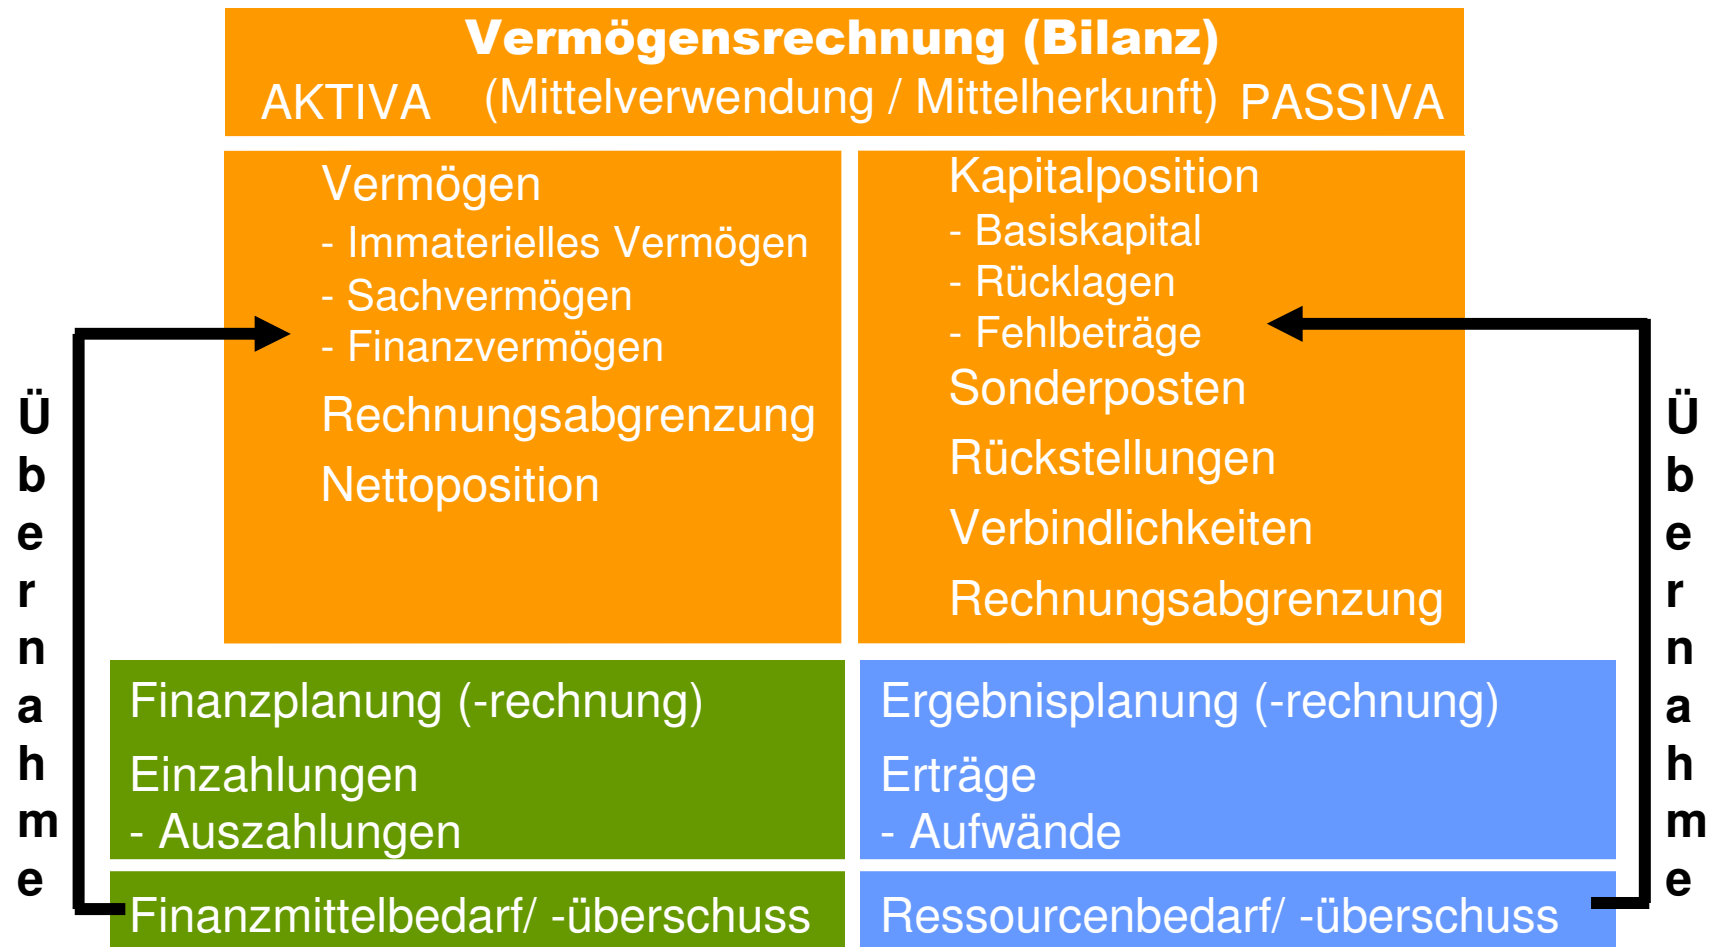 Vermögensrechnung (Bilanz)
AKTIVA (Mittelverwendung / Mittelherkunft) PASSIVA
Vermögen
- Immaterielles Vermögen
- Sachvermögen
- Finanzvermögen
Rechnungsabgrenzung
Nettoposition
Kapitalposition
- Basiskapital
- Rücklagen
- Fehlbeträge
Sonderposten
Rückstellungen
Verbindlichkeiten
Rechnungsabgrenzung
Übernahme
Übernahme
Finanzplanung (-rechnung)
Einzahlungen
- Auszahlungen
Finanzmittelbedarf/ -überschuss
Ergebnisplanung (-rechnung)
Erträge
- Aufwände
Ressourcenbedarf/ -überschuss